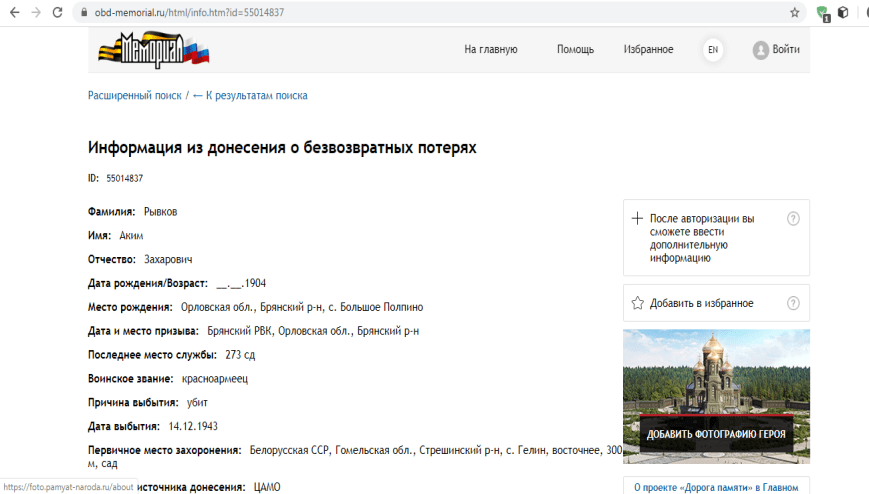 obd-memorial.ru/html/info.htm?id=55014837
Мемориал
На главную Помощь Избранное EN Войти
Расширенный поиск / ← К результатам поиска
Информация из донесения о безвозвратных потерях
ID: 55014837
Фамилия: Рывков
Имя: Аким
Отчество: Захарович
Дата рождения/Возраст: __.__.1904
Место рождения: Орловская обл., Брянский р-н, с. Большое Полпино
Дата и место призыва: Брянский РВК, Орловская обл., Брянский р-н
Последнее место службы: 273 сд
Воинское звание: красноармеец
Причина выбытия: убит
Дата выбытия: 14.12.1943
Первичное место захоронения: Белорусская ССР, Гомельская обл., Стрешинский р-н, с. Гелин, восточнее, 300
м, сад
источника донесения: ЦАМО
https://foto.pamyat-naroda.ru/about
После авторизации вы
сможете ввести
дополнительную
информацию
?
Добавить в избранное ?
ДОБАВИТЬ ФОТОГРАФИЮ ГЕРОЯ
О проекте «Дорога памяти» в Главном
1